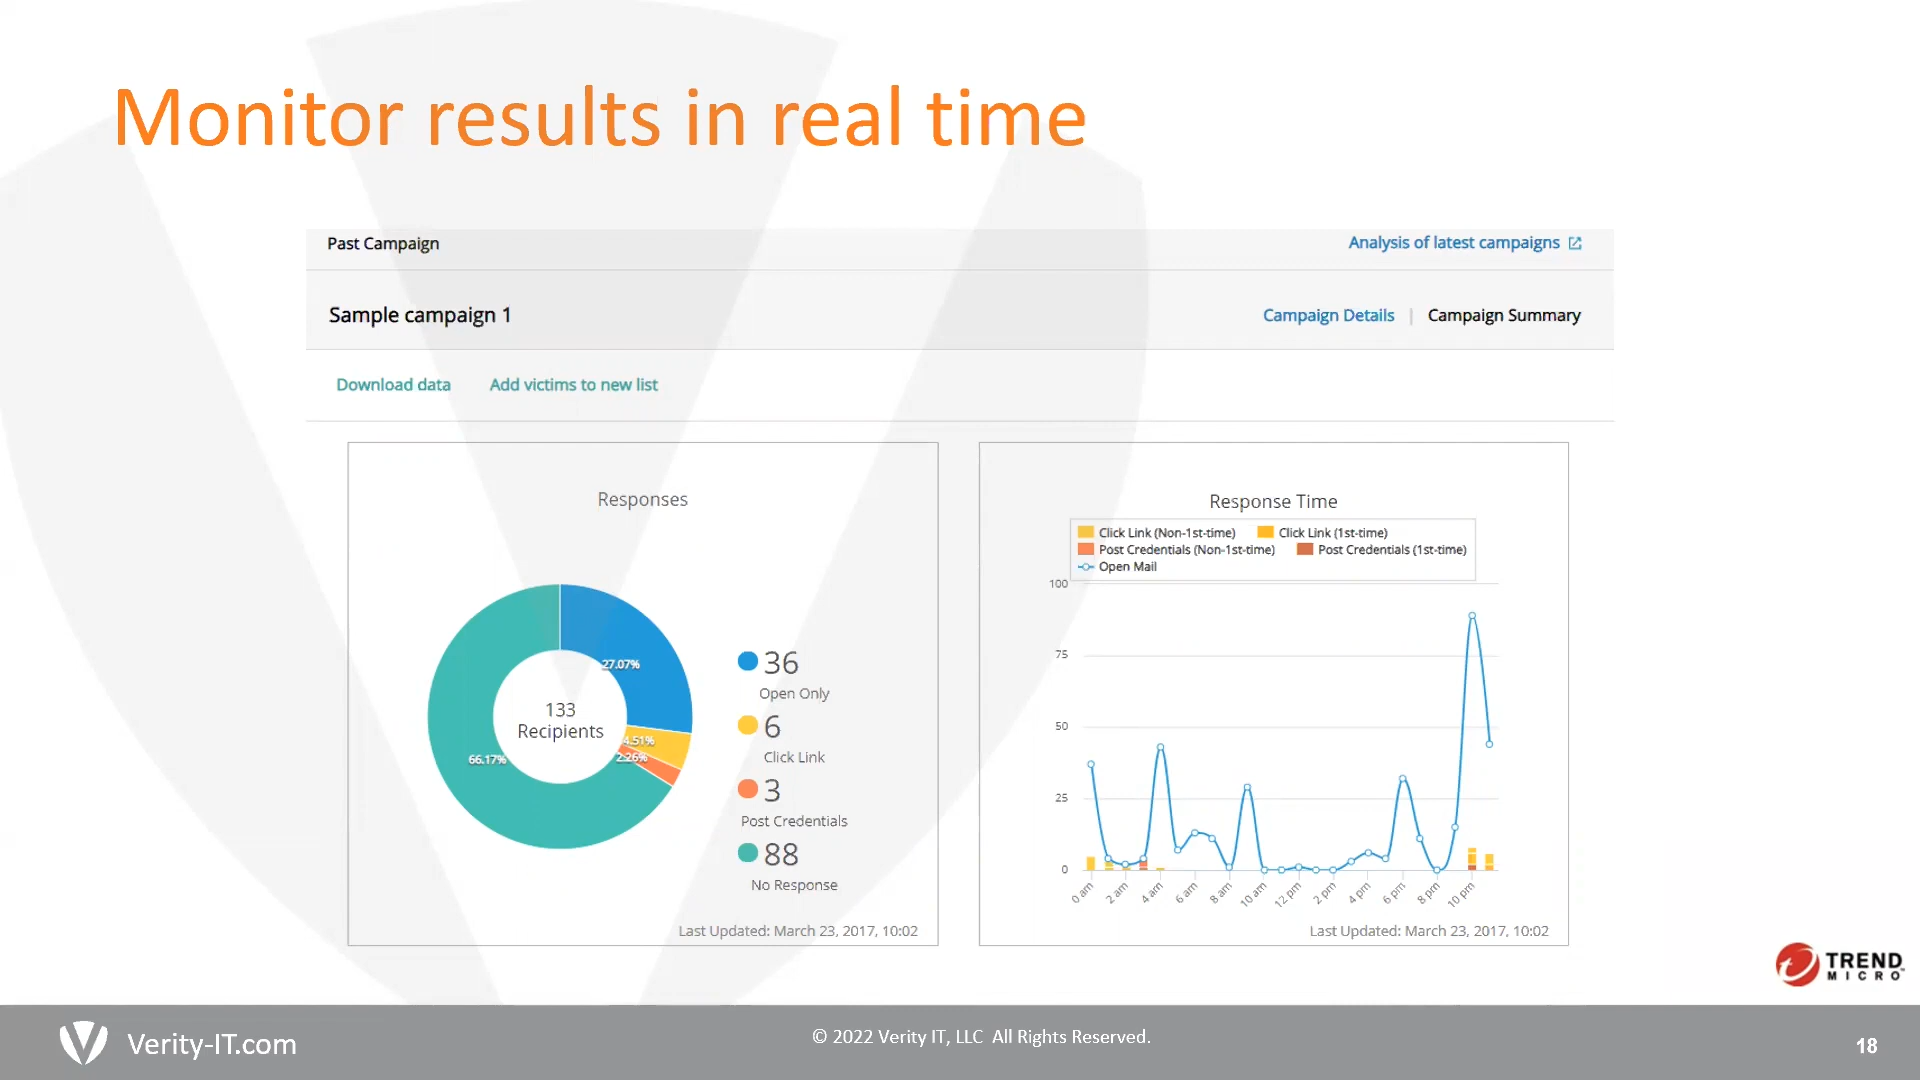 Monitor results in real time
Past Campaign
Analysis of latest campaigns
Sample campaign 1
Campaign Details | Campaign Summary
Download data
Add victims to new list
Responses
27.07%
4.51%
2.26%
66.17%
133
Recipients
36
Open Only
6
Click Link
3
Post Credentials
88
No Response
Last Updated: March 23, 2017, 10:02
Response Time
Click Link (Non-1st-time)
Click Link (1st-time)
Post Credentials (Non-1st-time)
Post Credentials (1st-time)
Open Mail
100
75
50
25
0
0 am
2 am
4 am
6 am
8 am
10 am
12 pm
2 pm
4 pm
6 pm
8 pm
10 pm
Last Updated: March 23, 2017, 10:02
TREND
MICRO™
Verity-IT.com
© 2022 Verity IT, LLC All Rights Reserved.
18